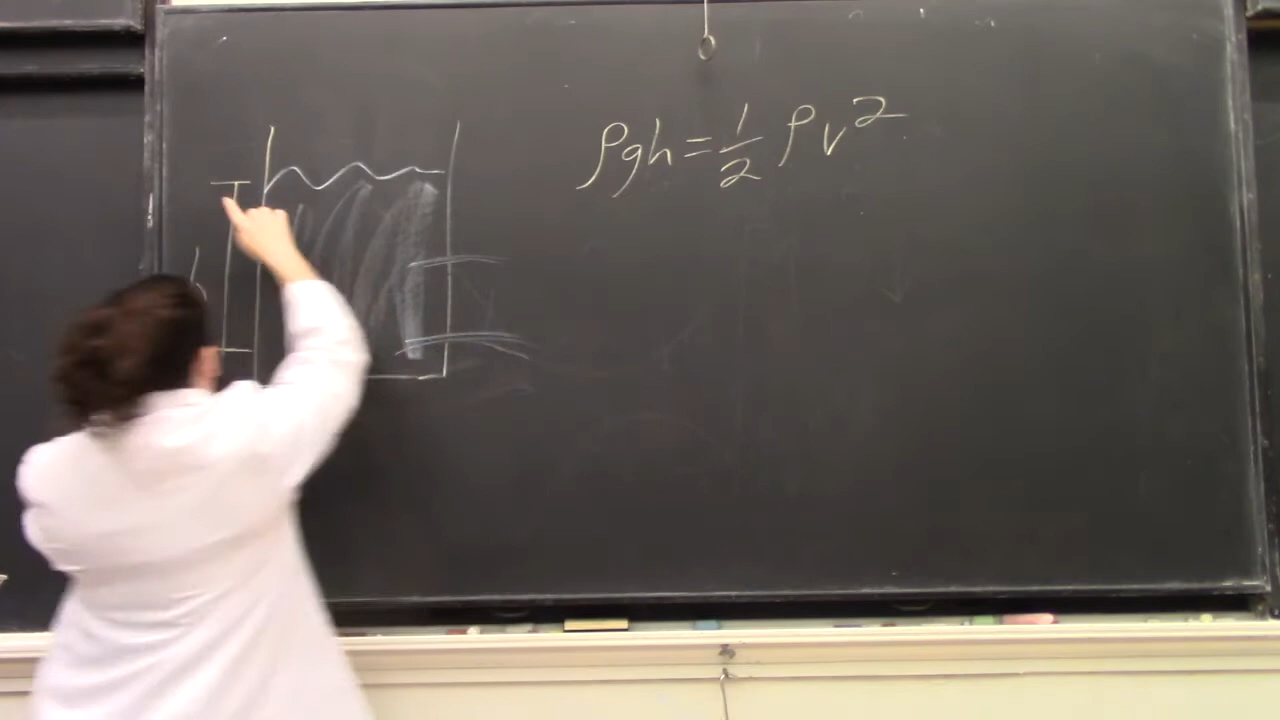 ρgh = 1/2 ρv²
h